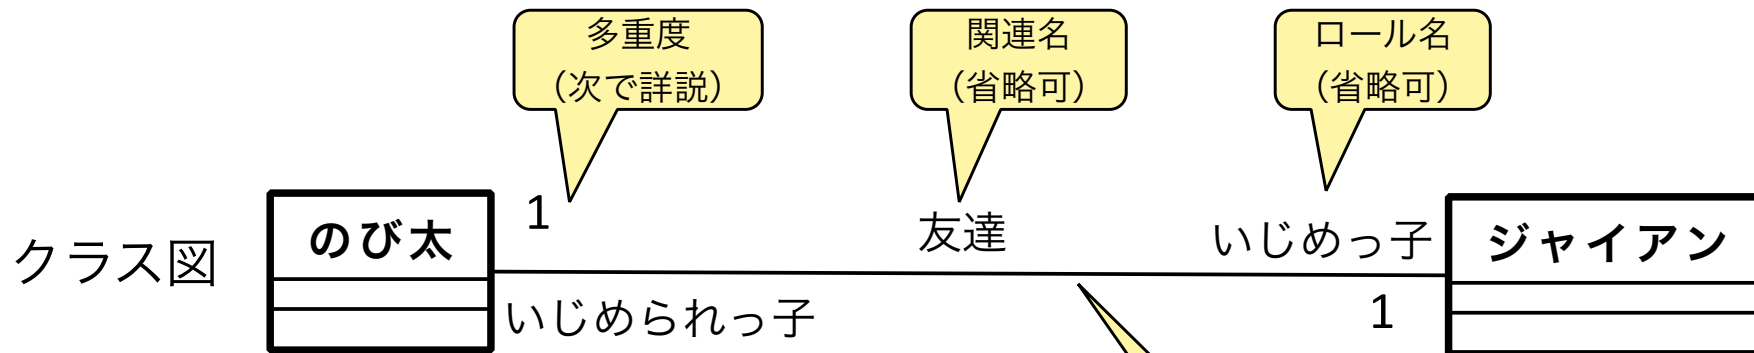 多重度
(次で詳説)
関連名
(省略可)
ロール名
(省略可)
クラス図
のび太
1
友達
いじめっ子
ジャイアン
いじめられっ子
1